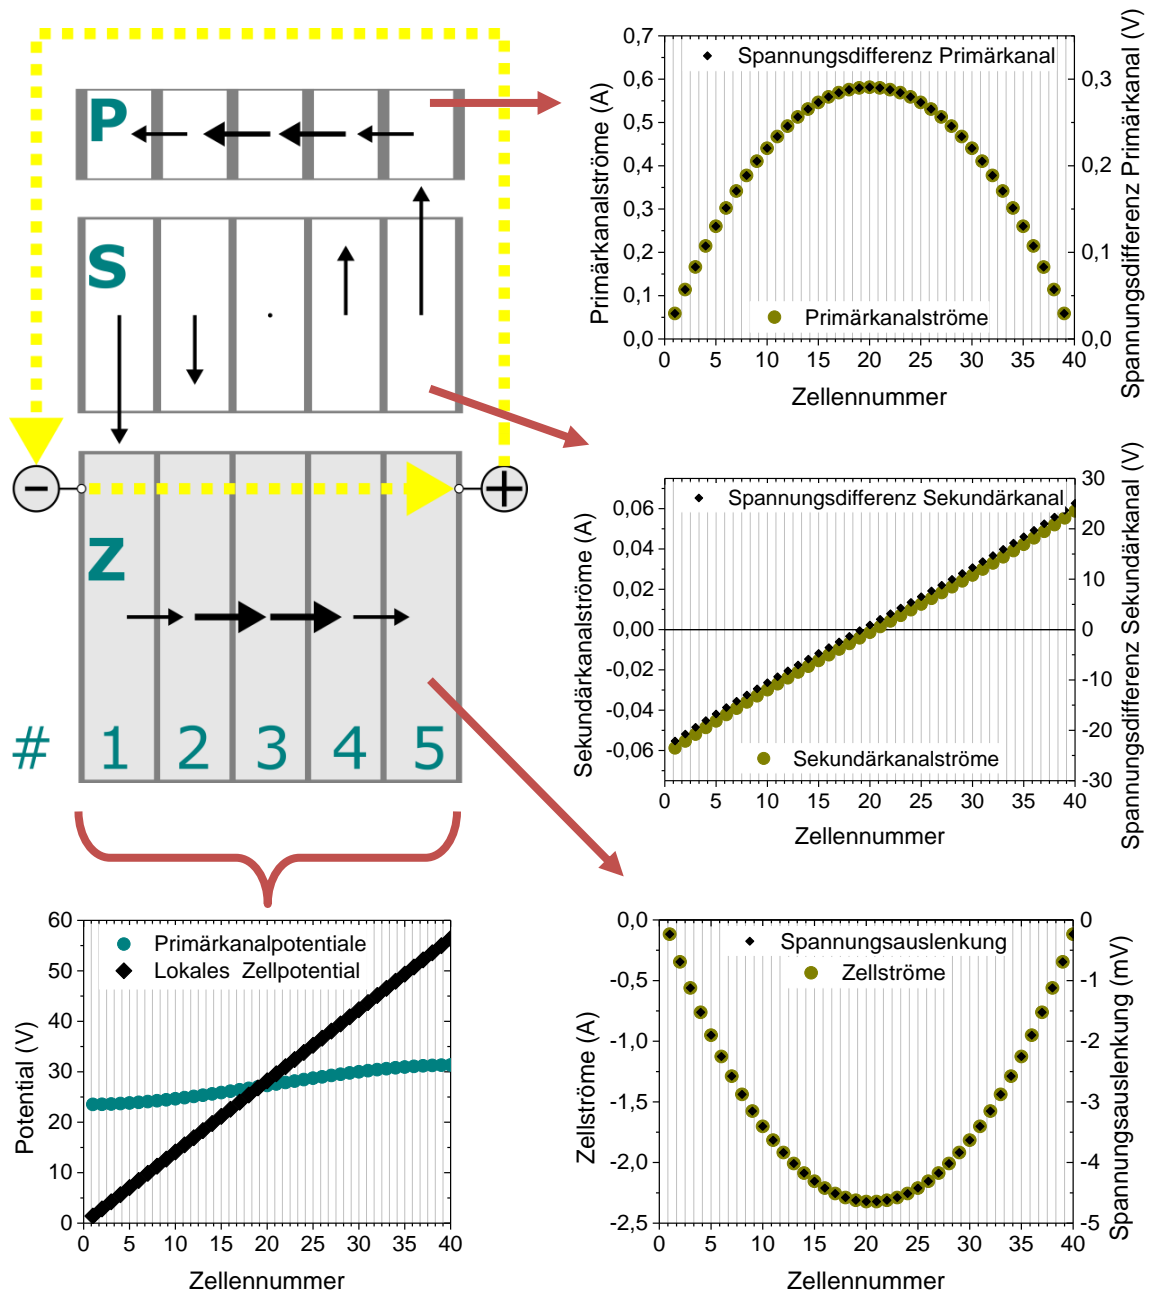 P
S
Z
−
+
# 1 2 3 4 5
Primärkanalströme (A)
0,7
0,6
0,5
0,4
0,3
0,2
0,1
0,0
Spannungsdifferenz Primärkanal
Primärkanalströme
0,3
0,2
0,1
0,0
Spannungsdifferenz Primärkanal (V)
0 5 10 15 20 25 30 35 40
Zellennummer
Sekundärkanalströme (A)
0,06
0,04
0,02
0,00
-0,02
-0,04
-0,06
Spannungsdifferenz Sekundärkanal
Sekundärkanalströme
30
20
10
0
-10
-20
-30
Spannungsdifferenz Sekundärkanal (V)
0 5 10 15 20 25 30 35 40
Zellennummer
Potential (V)
60
50
40
30
20
10
0
Primärkanalpotentiale
Lokales Zellpotential
0 5 10 15 20 25 30 35 40
Zellennummer
Zellströme (A)
0,0
-0,5
-1,0
-1,5
-2,0
-2,5
Spannungsauslenkung
Zellströme
0
-1
-2
-3
-4
-5
Spannungsauslenkung (mV)
0 5 10 15 20 25 30 35 40
Zellennummer